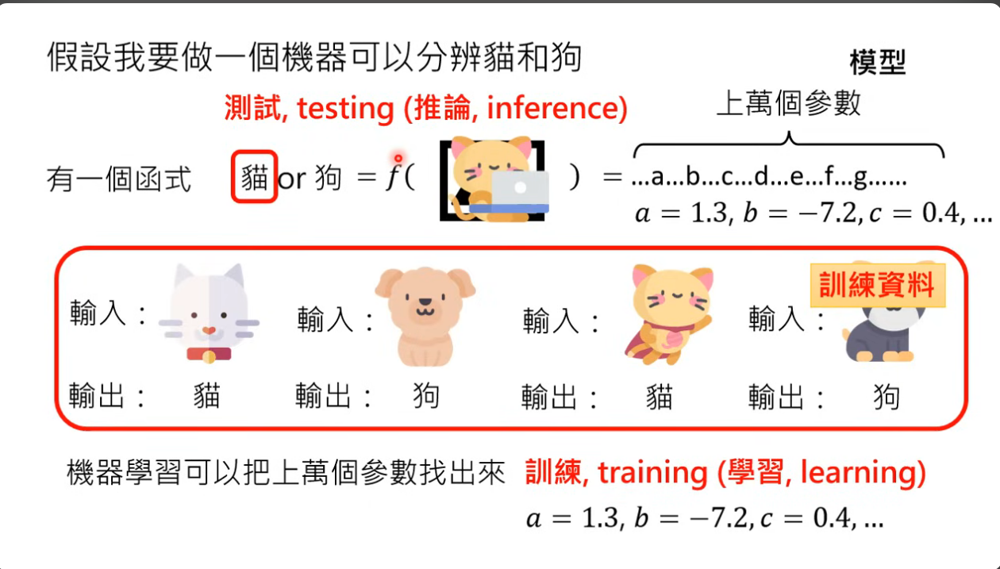 假設我要做一個機器可以分辨貓和狗
模型
測試, testing (推論, inference)
上萬個參數
有一個函式 貓 or 狗 = f( ) = ...a...b...c...d...e...f...g......
a = 1.3, b = −7.2, c = 0.4, ...
訓練資料
輸入: 輸入: 輸入: 輸入:
輸出: 貓 輸出: 狗 輸出: 貓 輸出: 狗
機器學習可以把上萬個參數找出來 訓練, training (學習, learning)
a = 1.3, b = −7.2, c = 0.4, ...